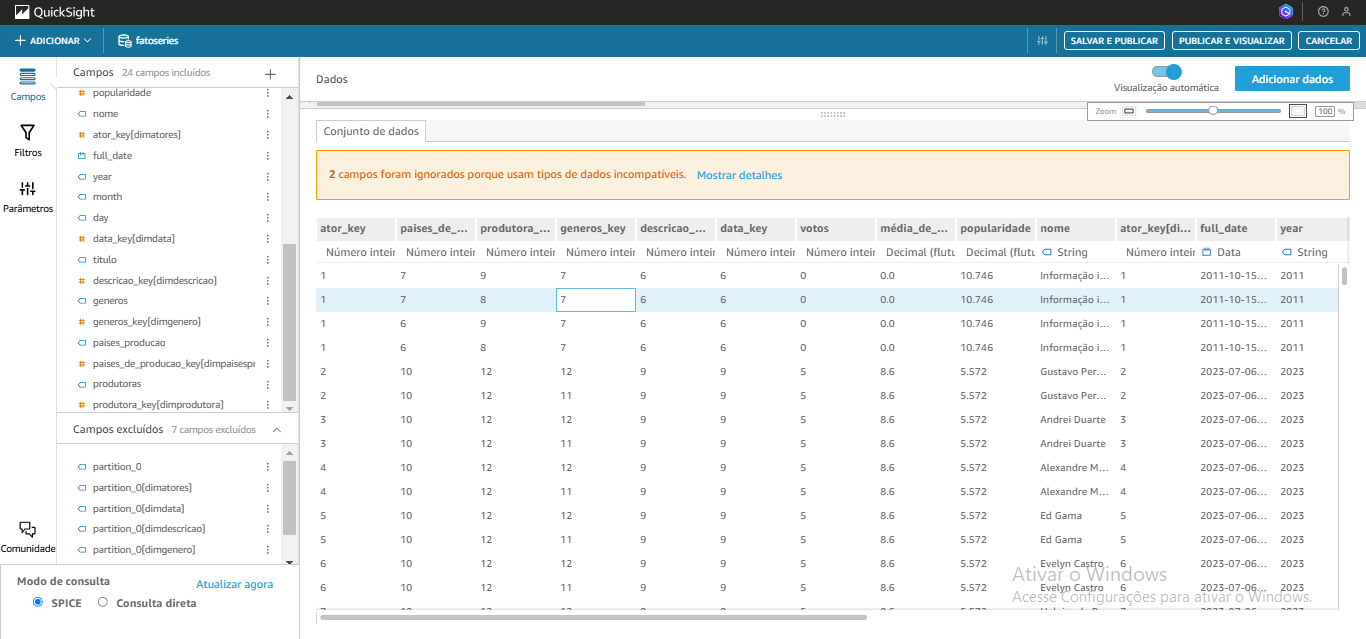 QuickSight
ADICIONAR fatoseries SALVAR E PUBLICAR PUBLICAR E VISUALIZAR CANCELAR
Campos
Filtros
Parâmetros
Comunidade
Campos 24 campos incluídos
popularidade
nome
ator_key[dimatores]
full_date
year
month
day
data_key[dimdata]
titulo
descricao_key[dimdescricao]
generos
generos_key[dimgenero]
paises_producao
paises_de_producao_key[dimpaisespr
produtoras
produtora_key[dimprodutora]
Campos excluídos 7 campos excluídos
partition_0
partition_0[dimatores]
partition_0[dimdata]
partition_0[dimdescricao]
partition_0[dimgenero]
Modo de consulta Atualizar agora
SPICE Consulta direta
Dados Visualização automática Adicionar dados
Zoom 100 %
Conjunto de dados
2 campos foram ignorados porque usam tipos de dados incompatíveis. Mostrar detalhes
ator_key paises_de_... produtora_... generos_key descricao_... data_key votos média_de_... popularidade nome ator_key[di... full_date year
Número inteir Número inteir Número inteir Número inteir Número inteir Número inteir Número inteir Decimal (flutu Decimal (flutu String Número inteir Data String
1 7 9 7 6 6 0 0.0 10.746 Informação i... 1 2011-10-15... 2011
1 7 8 7 6 6 0 0.0 10.746 Informação i... 1 2011-10-15... 2011
1 6 9 7 6 6 0 0.0 10.746 Informação i... 1 2011-10-15... 2011
1 6 8 7 6 6 0 0.0 10.746 Informação i... 1 2011-10-15... 2011
2 10 12 12 9 9 5 8.6 5.572 Gustavo Per... 2 2023-07-06... 2023
2 10 12 11 9 9 5 8.6 5.572 Gustavo Per... 2 2023-07-06... 2023
3 10 12 12 9 9 5 8.6 5.572 Andrei Duarte 3 2023-07-06... 2023
3 10 12 11 9 9 5 8.6 5.572 Andrei Duarte 3 2023-07-06... 2023
4 10 12 12 9 9 5 8.6 5.572 Alexandre M... 4 2023-07-06... 2023
4 10 12 11 9 9 5 8.6 5.572 Alexandre M... 4 2023-07-06... 2023
5 10 12 12 9 9 5 8.6 5.572 Ed Gama 5 2023-07-06... 2023
5 10 12 11 9 9 5 8.6 5.572 Ed Gama 5 2023-07-06... 2023
6 10 12 12 9 9 5 8.6 5.572 Evelyn Castro 6 2023-07-06... 2023
6 10 12 11 9 9 5 8.6 5.572 Evelyn Castro 6 2023-07-06... 2023
Ativar o Windows
Acesse Configurações para ativar o Windows.